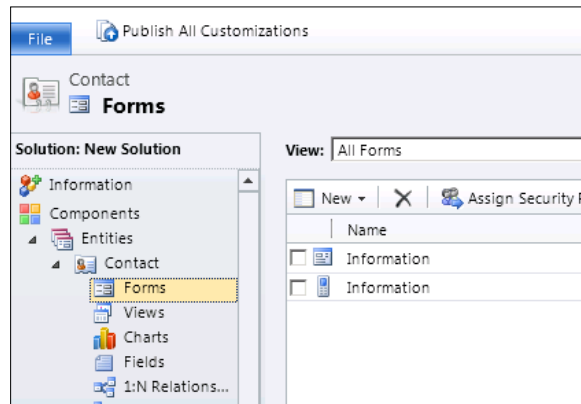 File
Publish All Customizations
Contact
Forms
Solution: New Solution
Information
Components
Entities
Contact
Forms
Views
Charts
Fields
1:N Relations...
View: All Forms
New
Assign Security
Name
Information
Information